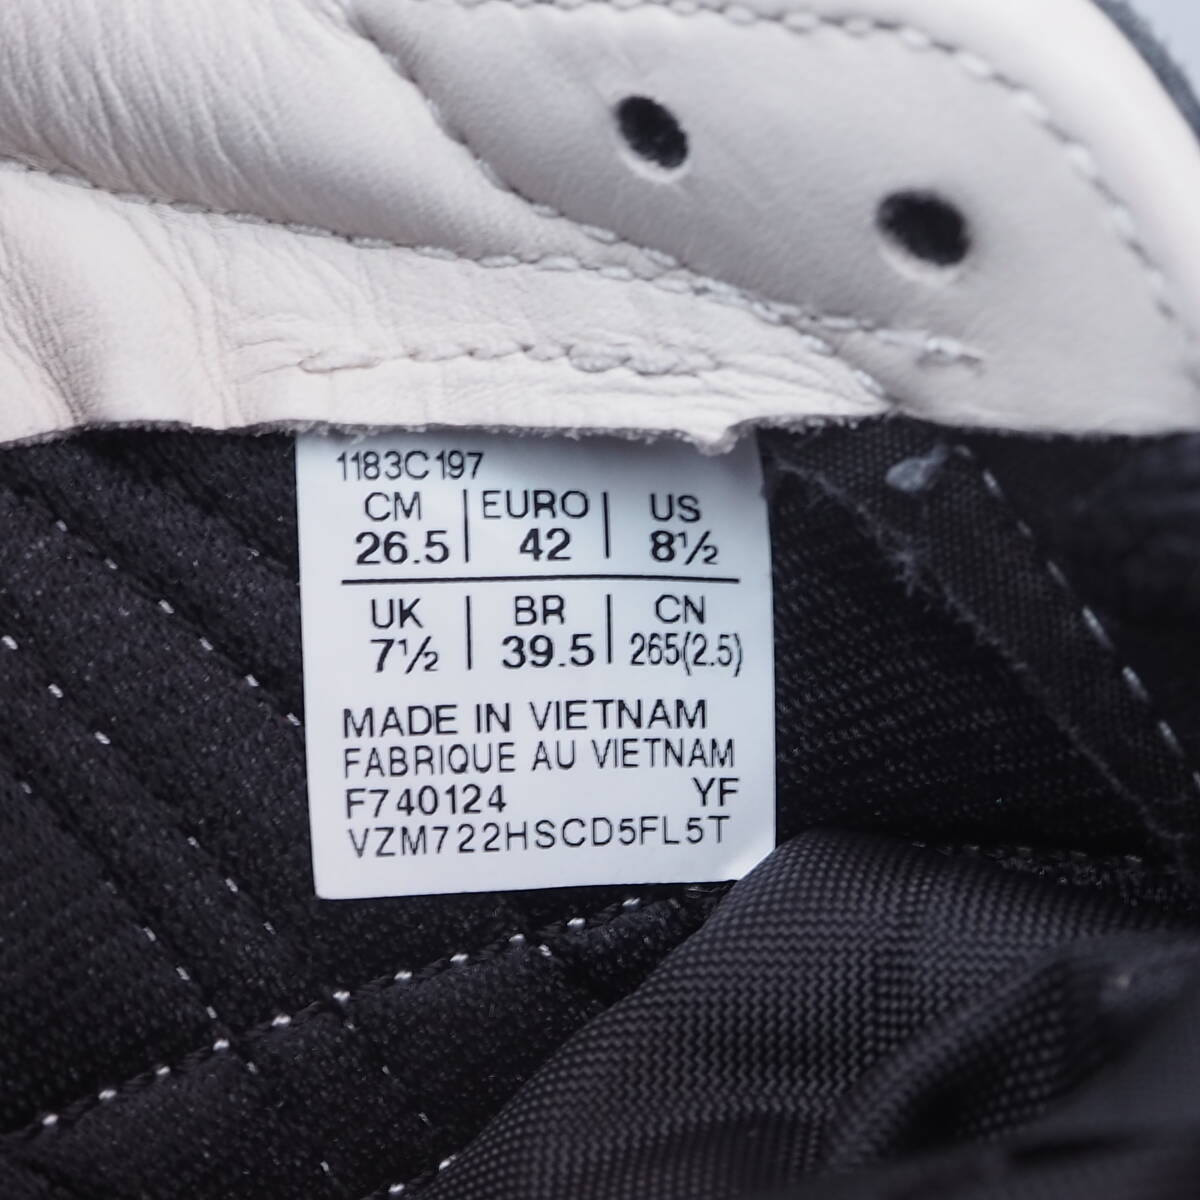 1183C197
CM | EURO | US
26.5 | 42 | 8½
UK | BR | CN
7½ | 39.5 | 265(2.5)
MADE IN VIETNAM
FABRIQUE AU VIETNAM
F740124 YF
VZM722HSCD5FL5T